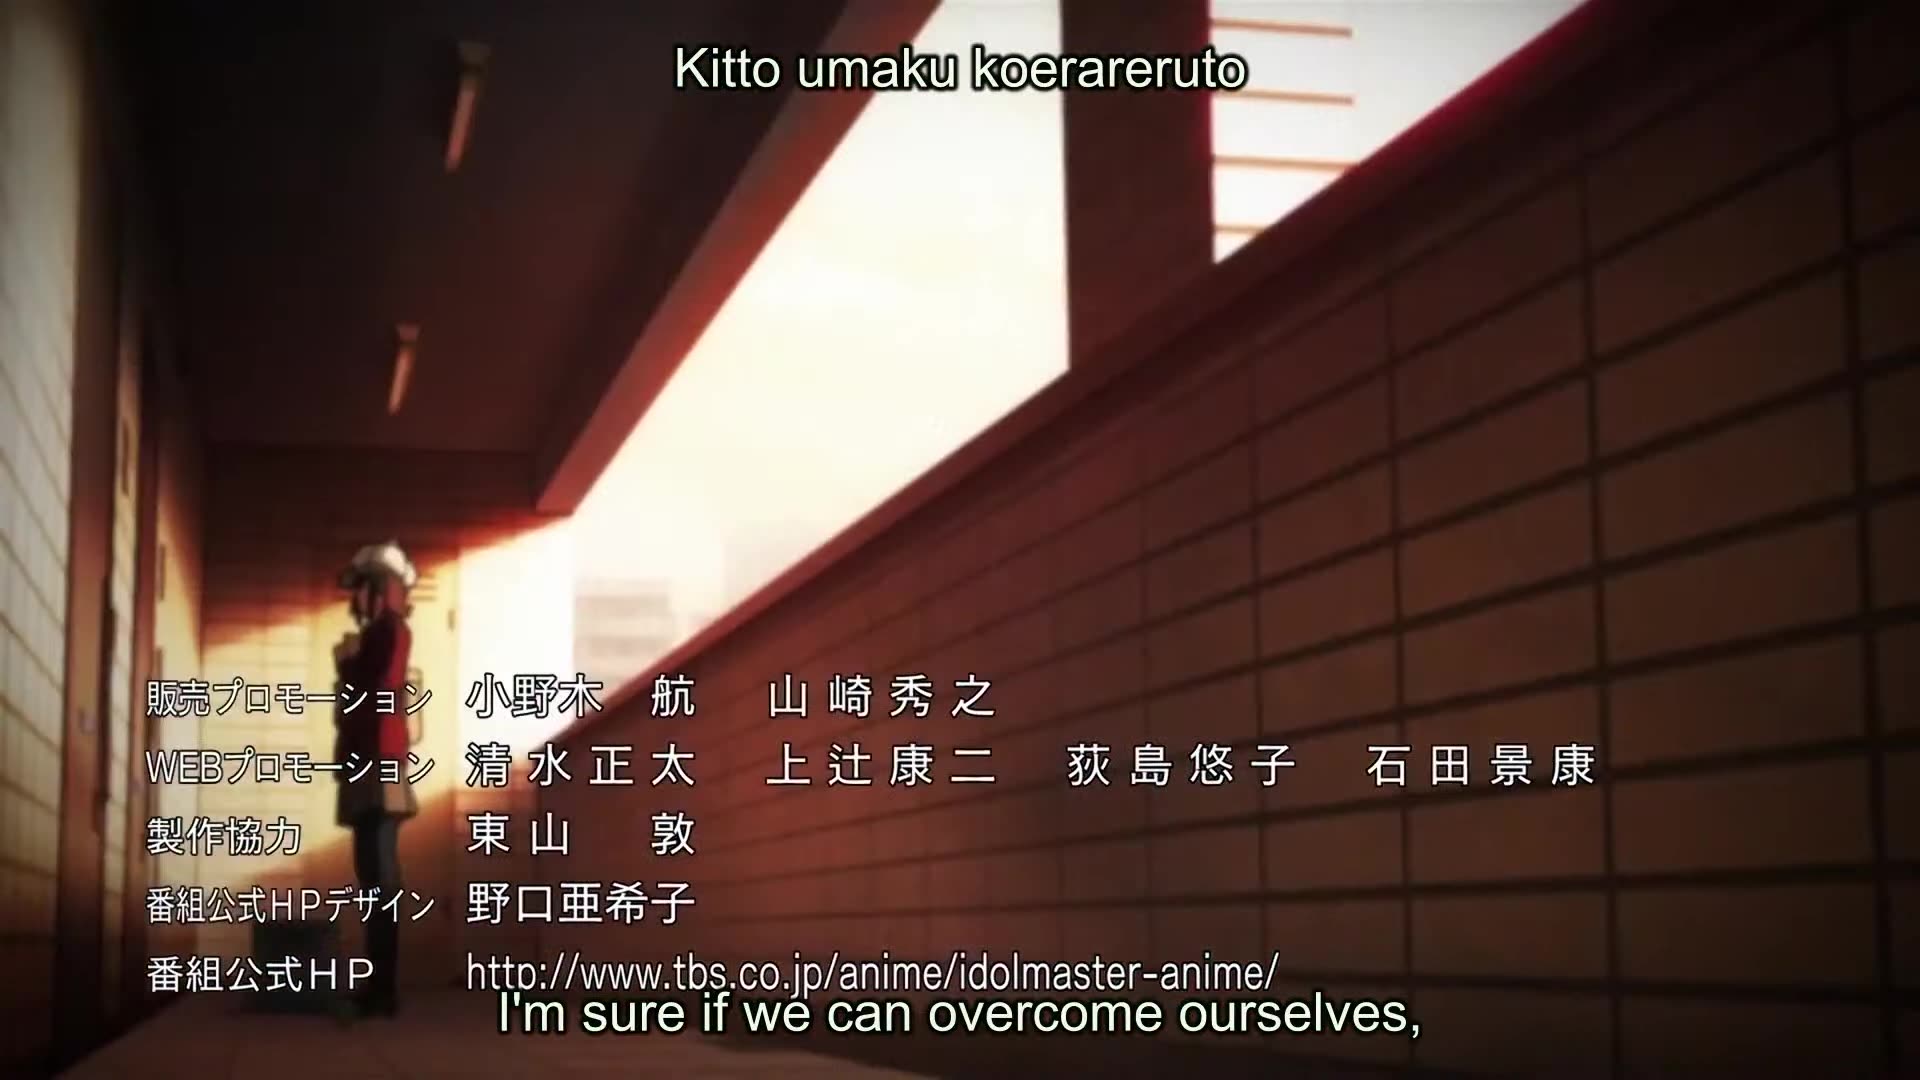 Kitto umaku koerareruto
販売プロモーション 小野木 航 山崎秀之
WEBプロモーション 清水正太 上辻康二 荻島悠子 石田景康
製作協力 東山 敦
番組公式HPデザイン 野口亜希子
番組公式HP http://www.tbs.co.jp/anime/idolmaster-anime/
I'm sure if we can overcome ourselves,